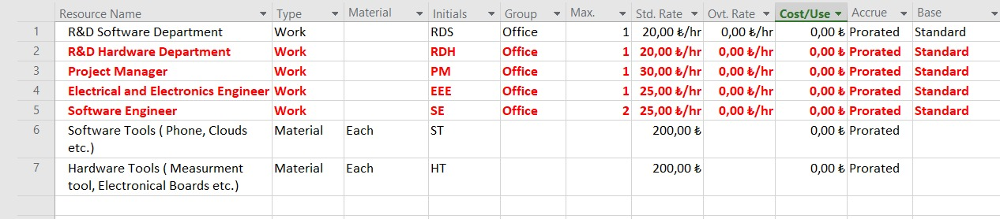 Resource Name Type Material Initials Group Max. Std. Rate Ovt. Rate Cost/Use Accrue Base
1 R&D Software Department Work RDS Office 1 20,00 ₺/hr 0,00 ₺/hr 0,00 ₺ Prorated Standard
2 R&D Hardware Department Work RDH Office 1 20,00 ₺/hr 0,00 ₺/hr 0,00 ₺ Prorated Standard
3 Project Manager Work PM Office 1 30,00 ₺/hr 0,00 ₺/hr 0,00 ₺ Prorated Standard
4 Electrical and Electronics Engineer Work EEE Office 1 25,00 ₺/hr 0,00 ₺/hr 0,00 ₺ Prorated Standard
5 Software Engineer Work SE Office 2 25,00 ₺/hr 0,00 ₺/hr 0,00 ₺ Prorated Standard
6 Software Tools ( Phone, Clouds Material Each ST 200,00 ₺ 0,00 ₺ Prorated
etc.)
7 Hardware Tools ( Measurment Material Each HT 200,00 ₺ 0,00 ₺ Prorated
tool, Electronical Boards etc.)